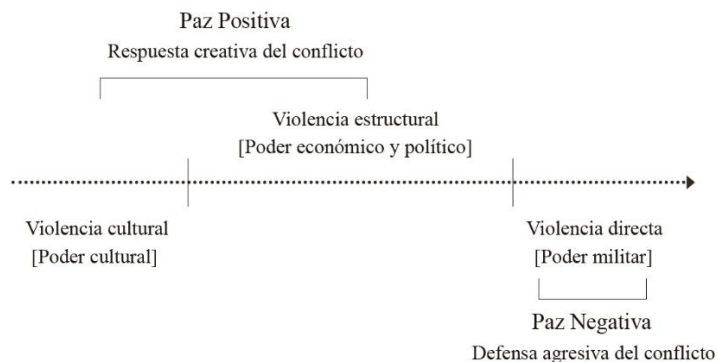 Paz Positiva
Respuesta creativa del conflicto
Violencia estructural
[Poder económico y político]
Violencia cultural
[Poder cultural]
Violencia directa
[Poder militar]
Paz Negativa
Defensa agresiva del conflicto